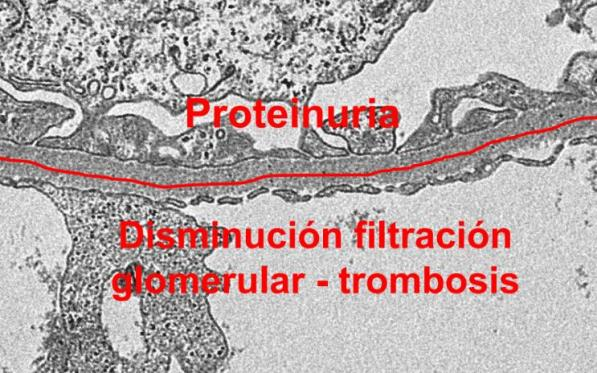 Proteinuria
Disminución filtración
glomerular - trombosis